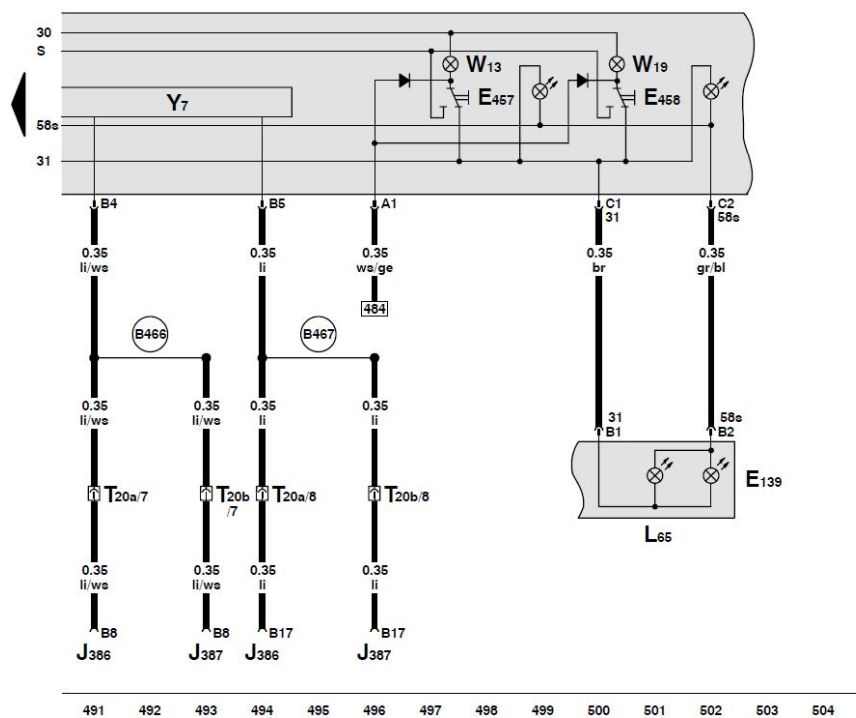 30
S
W13
W19
Y7
E457
E458
58s
31
B4
B5
A1
C1
31
C2
58s
0.35
li/ws
0.35
li
0.35
ws/ge
0.35
br
0.35
gr/bl
484
B466
B467
0.35
li/ws
0.35
li/ws
0.35
li
0.35
li
31
B1
58s
B2
T20a/7
T20b
/7
T20a/8
T20b/8
E139
L65
0.35
li/ws
0.35
li/ws
0.35
li
0.35
li
B8
B8
B17
B17
J386
J387
J386
J387
491 492 493 494 495 496 497 498 499 500 501 502 503 504